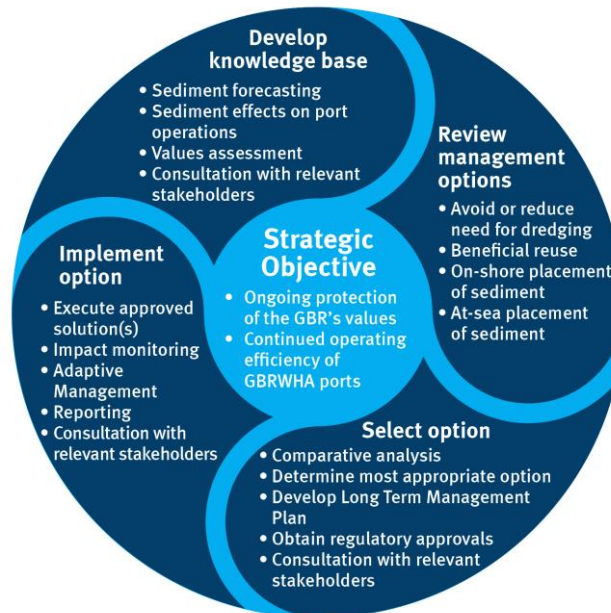 Develop
knowledge base
• Sediment forecasting
• Sediment effects on port
operations
• Values assessment
• Consultation with relevant
stakeholders
Review
management
options
• Avoid or reduce
need for dredging
• Beneficial reuse
• On-shore placement
of sediment
• At-sea placement
of sediment
Strategic
Objective
• Ongoing protection
of the GBR's values
• Continued operating
efficiency of
GBRWHA ports
Implement
option
• Execute approved
solution(s)
• Impact monitoring
• Adaptive
Management
• Reporting
• Consultation with
relevant stakeholders
Select option
• Comparative analysis
• Determine most appropriate option
• Develop Long Term Management
Plan
• Obtain regulatory approvals
• Consultation with relevant
stakeholders